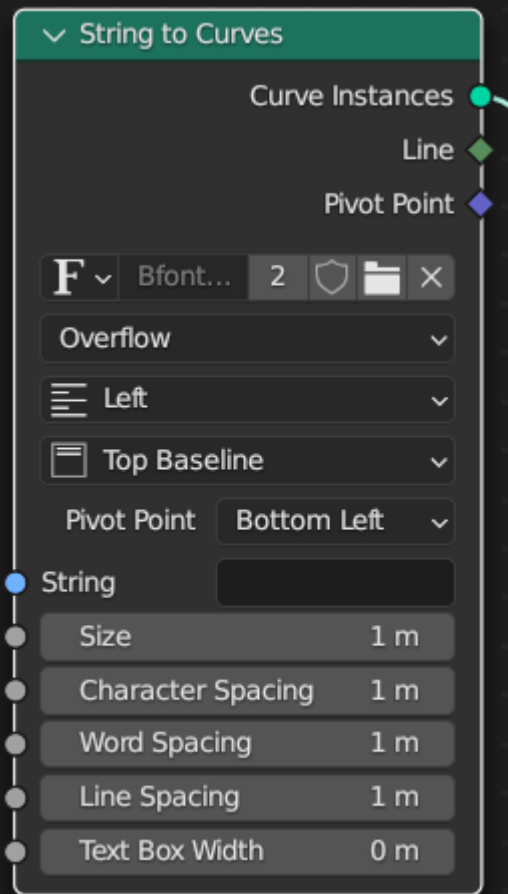 String to Curves
Curve Instances
Line
Pivot Point
F Bfont... 2
Overflow
Left
Top Baseline
Pivot Point Bottom Left
String
Size 1 m
Character Spacing 1 m
Word Spacing 1 m
Line Spacing 1 m
Text Box Width 0 m